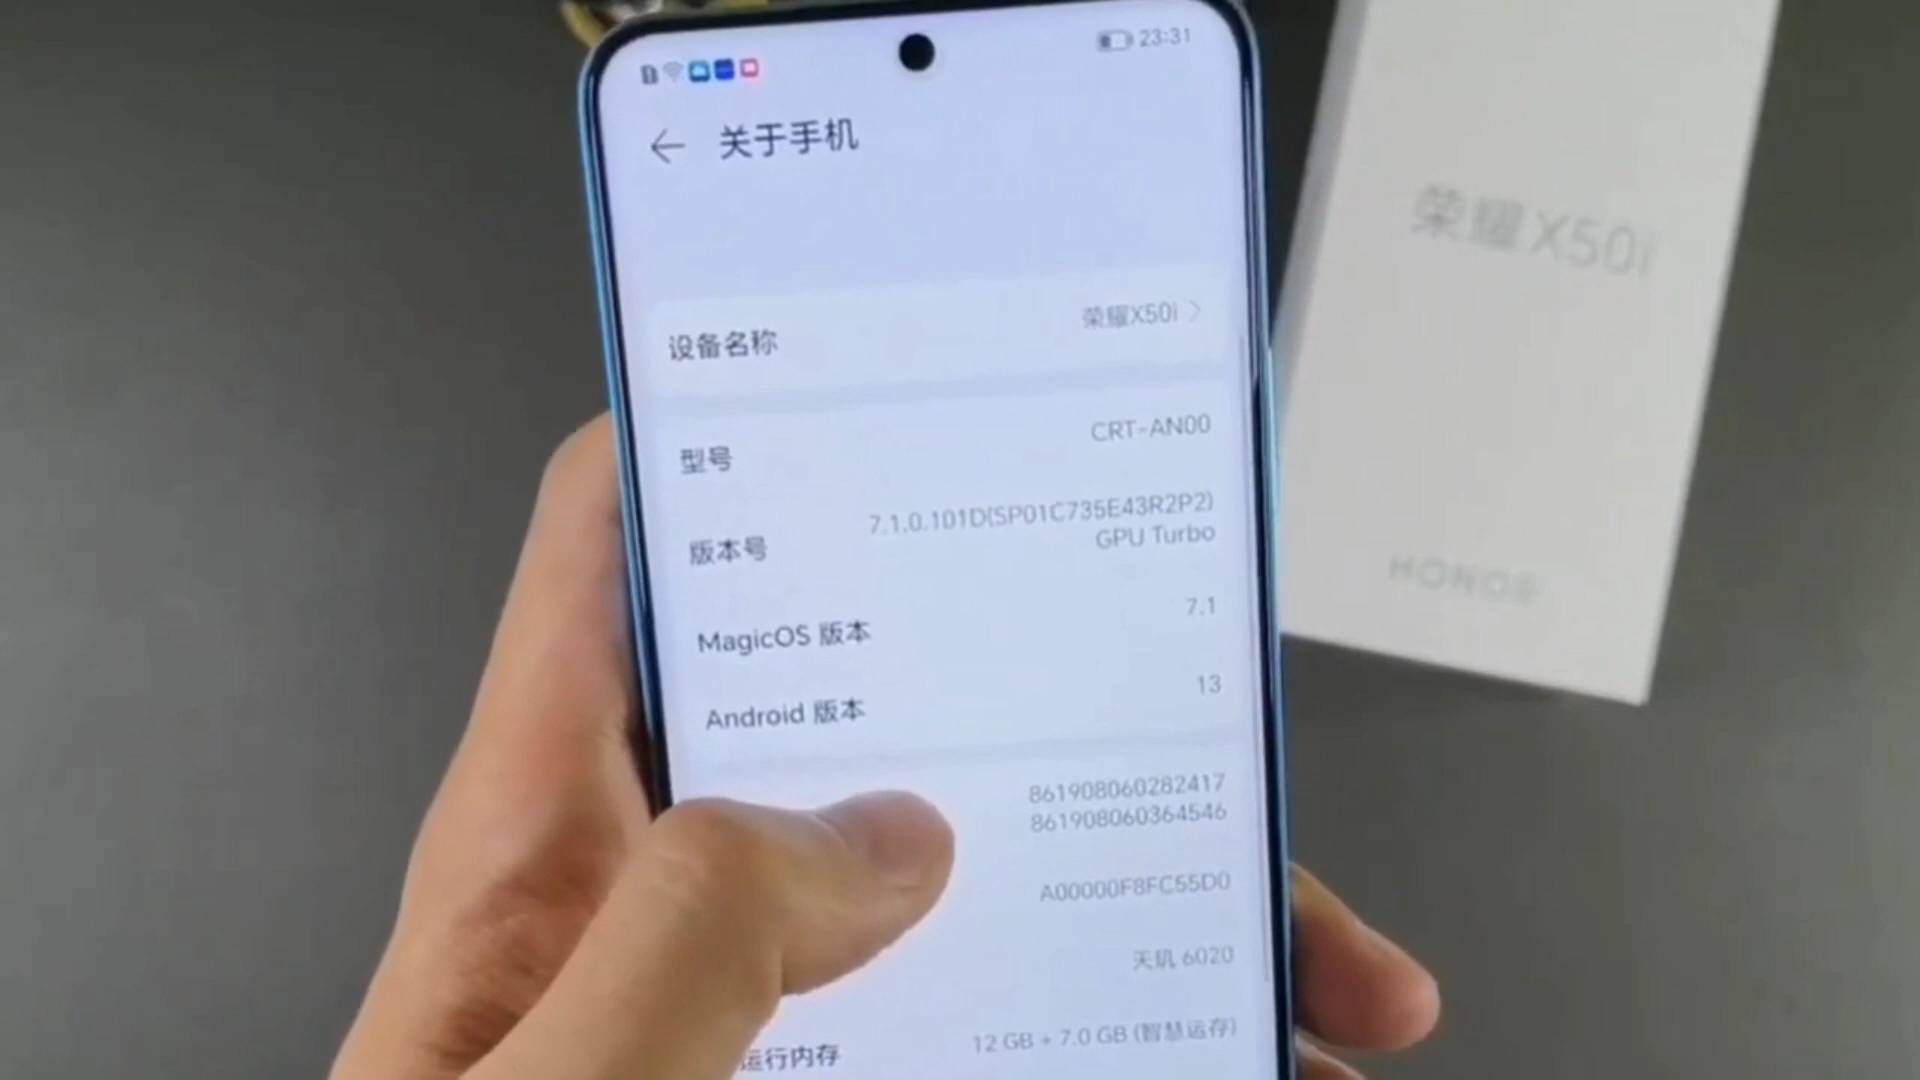 23:31
关于手机
设备名称
荣耀X50i
型号
CRT-AN00
版本号
7.1.0.101D(SP01C735E43R2P2)
GPU Turbo
MagicOS 版本
7.1
Android 版本
13
861908060282417
861908060364546
A00000F8FC55D0
天玑 6020
运行内存
12 GB + 7.0 GB (智慧运存)
荣耀X50i
HONOR